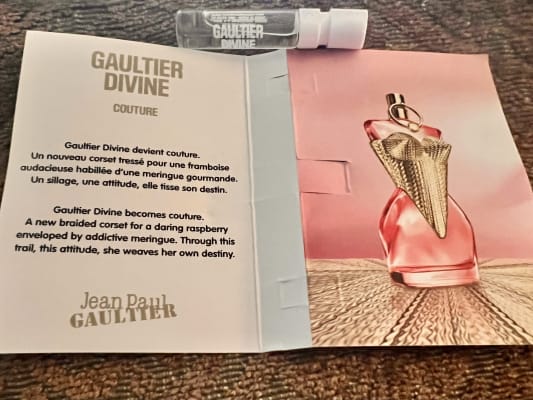 GAULTIER
DIVINE
GAULTIER
DIVINE
COUTURE
Gaultier Divine devient couture.
Un nouveau corset tressé pour une framboise
audacieuse habillée d'une meringue gourmande.
Un sillage, une attitude, elle tisse son destin.
Gaultier Divine becomes couture.
A new braided corset for a daring raspberry
enveloped by addictive meringue. Through this
trail, this attitude, she weaves her own destiny.
Jean Paul
GAULTIER